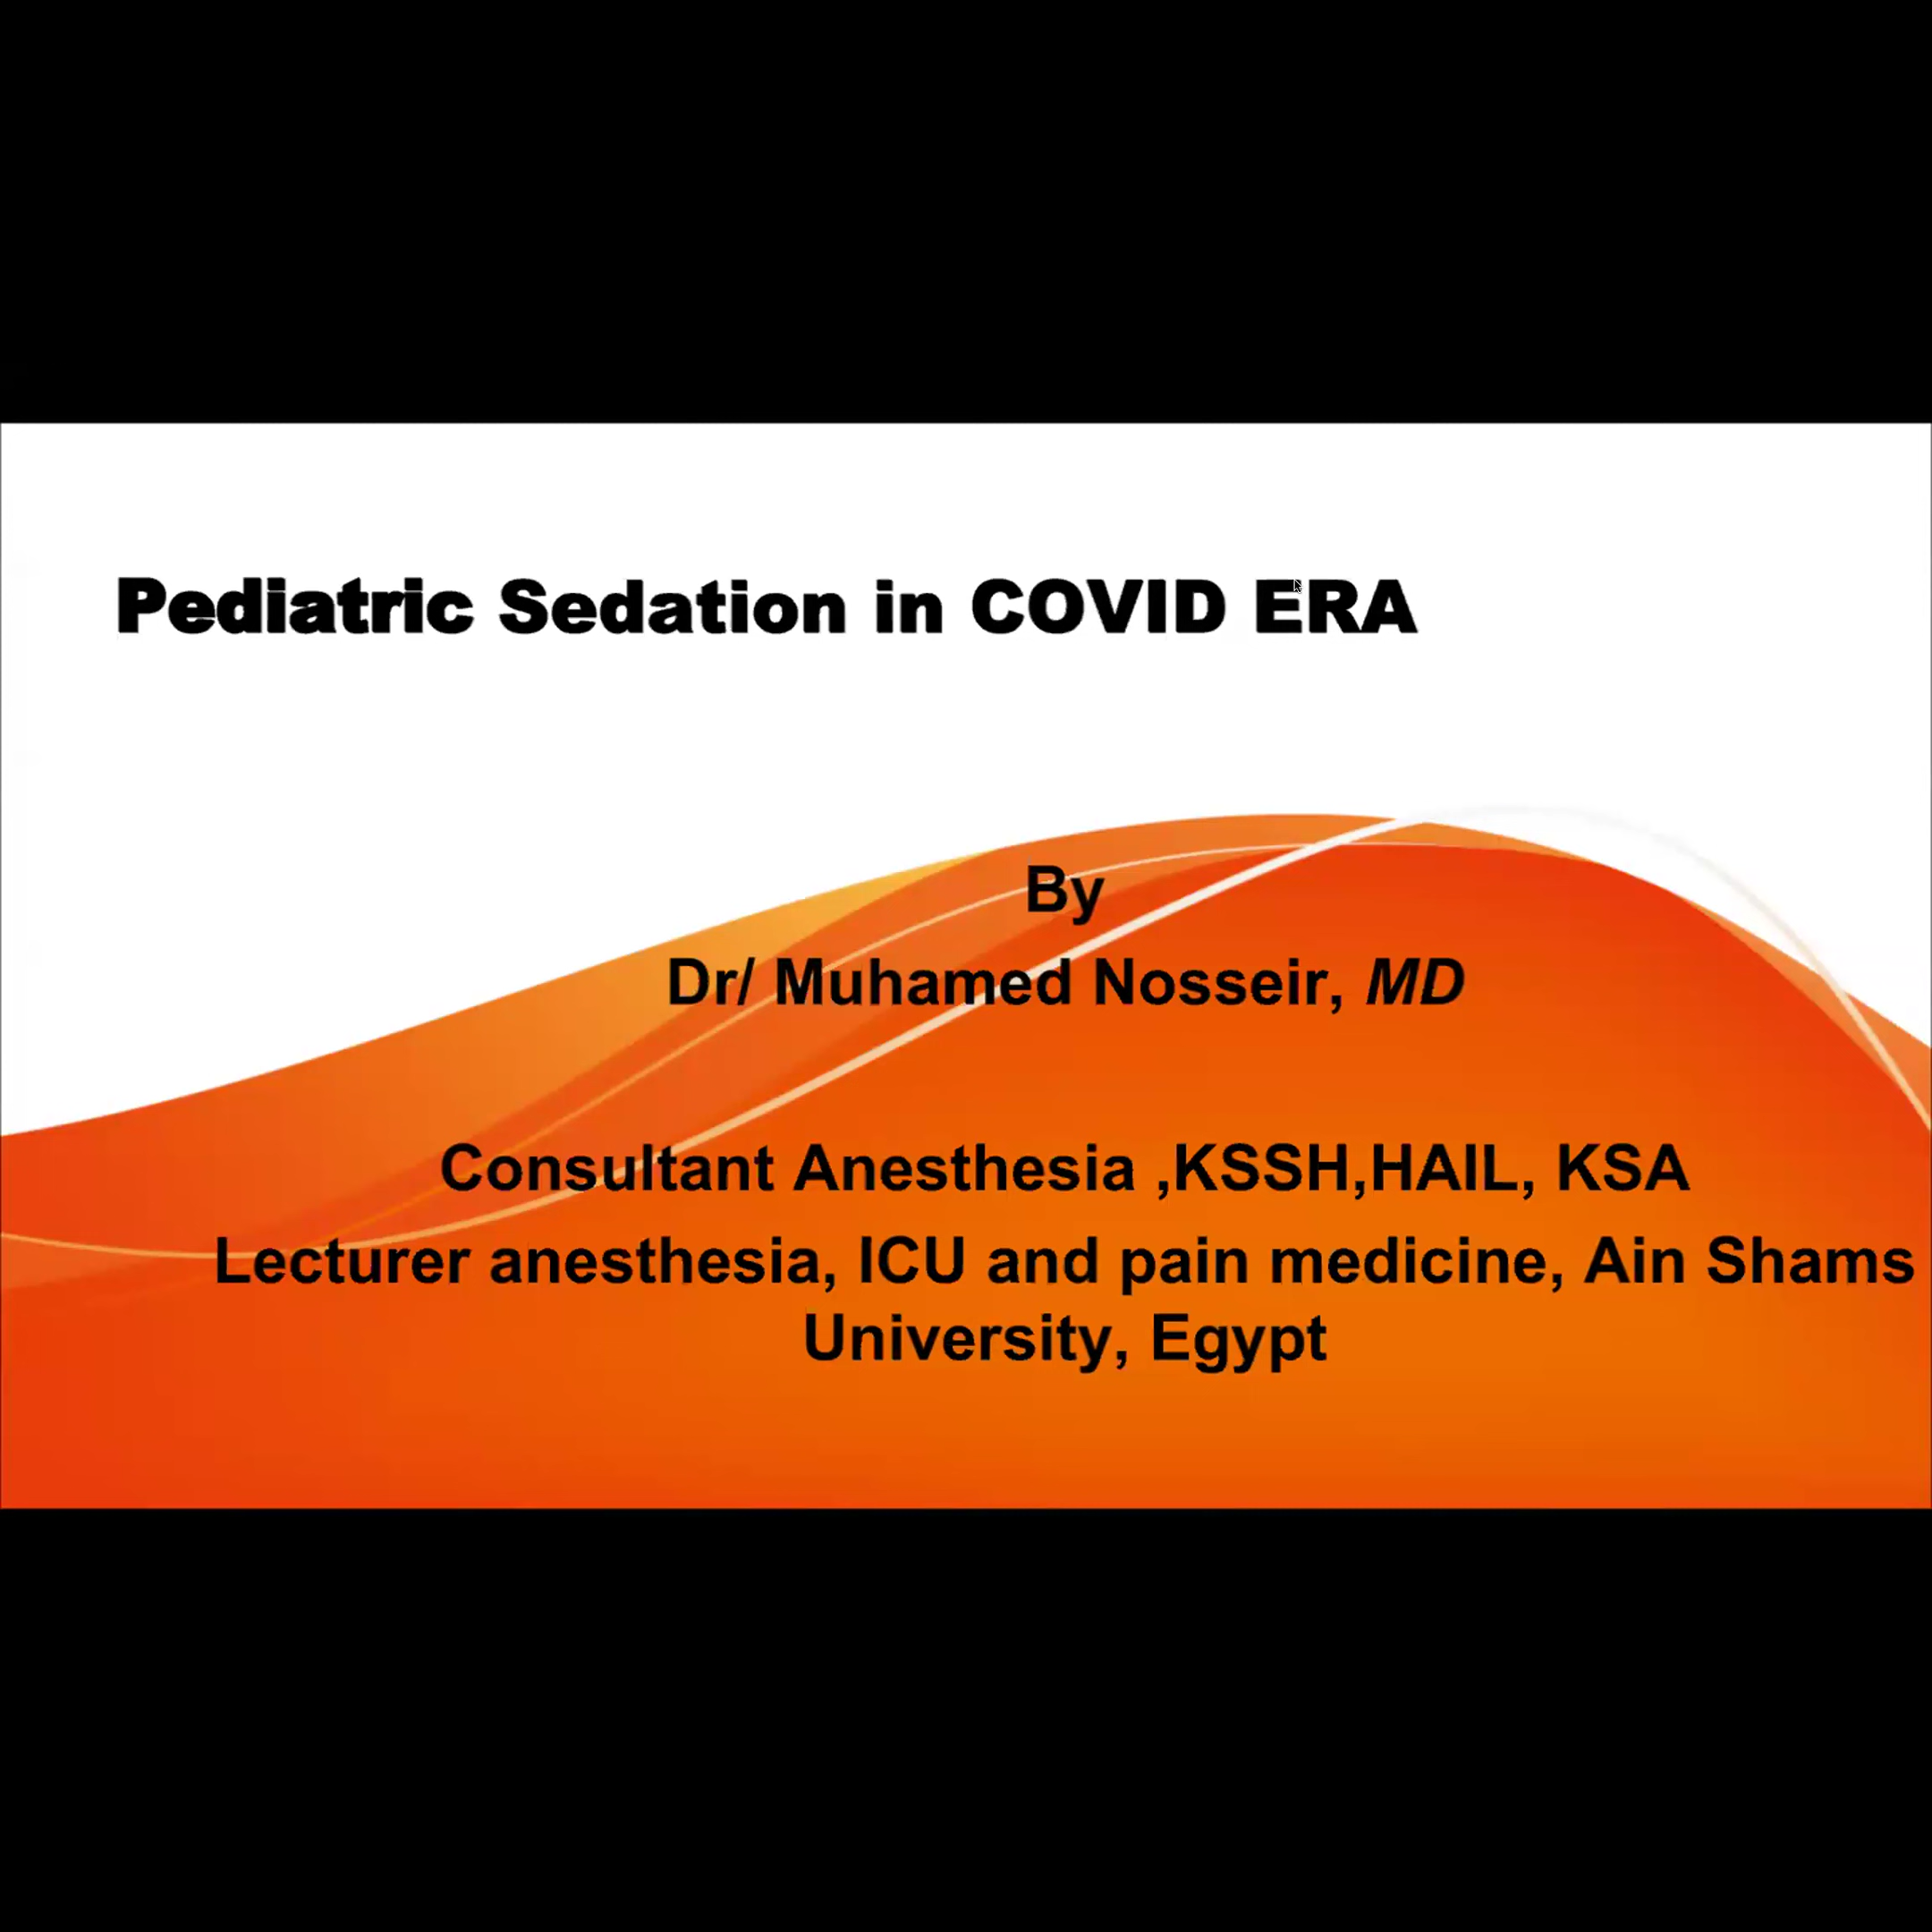 Pediatric Sedation in COVID ERA
By
Dr/ Muhamed Nosseir, MD
Consultant Anesthesia ,KSSH,HAIL, KSA
Lecturer anesthesia, ICU and pain medicine, Ain Shams
University, Egypt